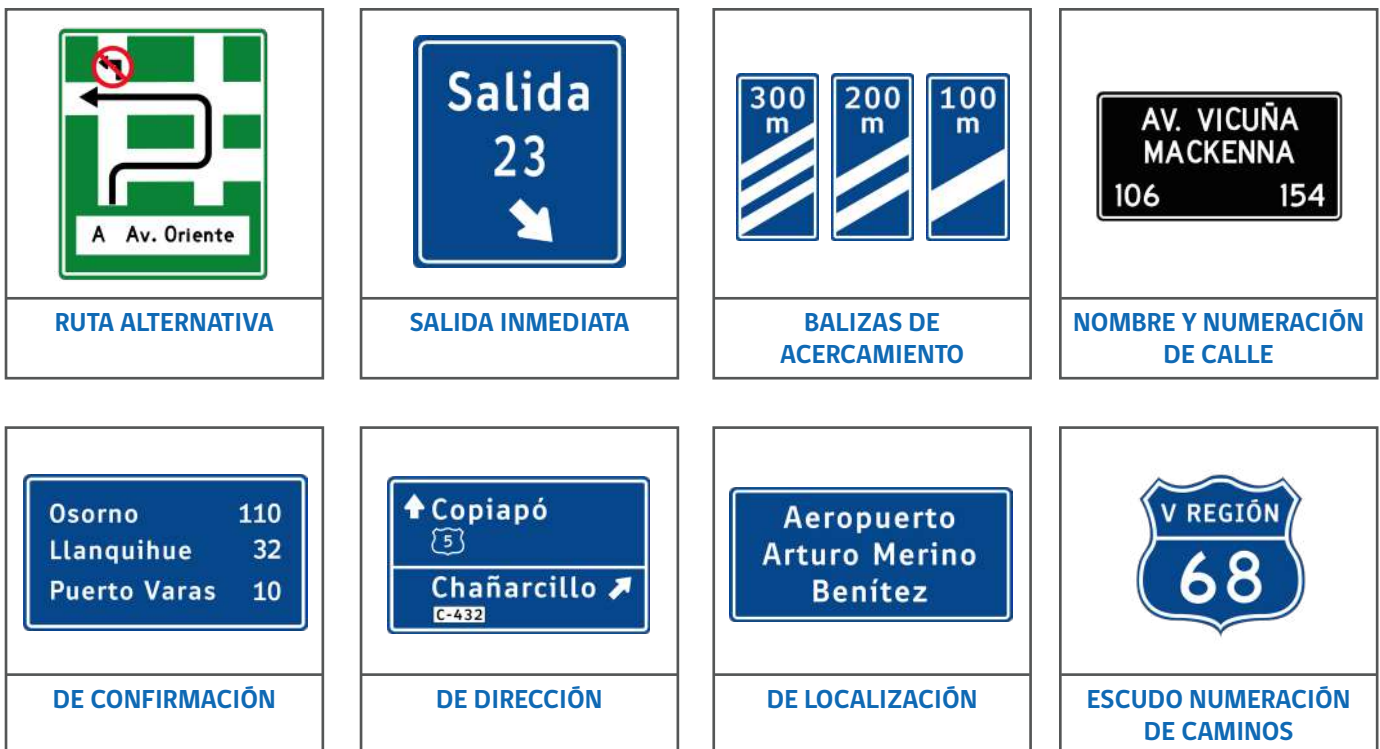 A Av. Oriente
RUTA ALTERNATIVA
Salida
23
SALIDA INMEDIATA
300
m
200
m
100
m
BALIZAS DE
ACERCAMIENTO
AV. VICUÑA
MACKENNA
106 154
NOMBRE Y NUMERACIÓN
DE CALLE
Osorno 110
Llanquihue 32
Puerto Varas 10
DE CONFIRMACIÓN
Copiapó
5
Chañarcillo
C-432
DE DIRECCIÓN
Aeropuerto
Arturo Merino
Benítez
DE LOCALIZACIÓN
V REGIÓN
68
ESCUDO NUMERACIÓN
DE CAMINOS